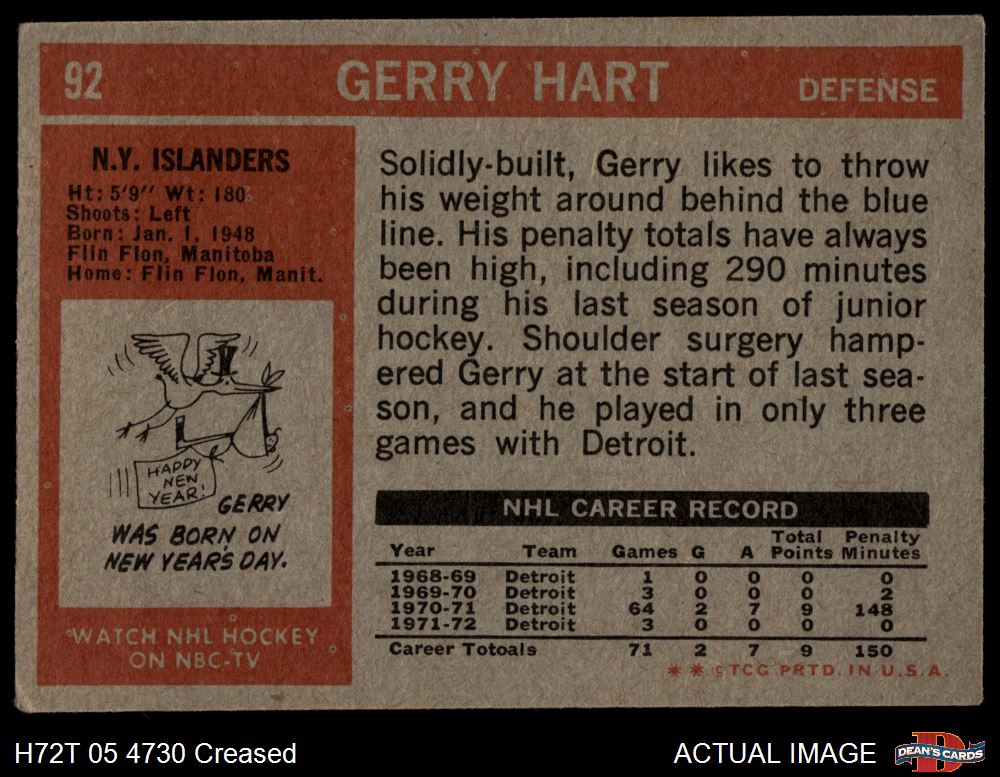 92 GERRY HART DEFENSE
N.Y. ISLANDERS
Ht: 5'9" Wt: 180
Shoots: Left
Born: Jan. 1, 1948
Flin Flon, Manitoba
Home: Flin Flon, Manit.
HAPPY
NEW
YEAR!
GERRY
WAS BORN ON
NEW YEAR'S DAY.
WATCH NHL HOCKEY
ON NBC-TV
Solidly-built, Gerry likes to throw
his weight around behind the blue
line. His penalty totals have always
been high, including 290 minutes
during his last season of junior
hockey. Shoulder surgery hamp-
ered Gerry at the start of last sea-
son, and he played in only three
games with Detroit.
NHL CAREER RECORD
Total Penalty
Year Team Games G A Points Minutes
1968-69 Detroit 1 0 0 0 0
1969-70 Detroit 3 0 0 0 2
1970-71 Detroit 64 2 7 9 148
1971-72 Detroit 3 0 0 0 0
Career Totoals 71 2 7 9 150
** ©TCG PRTD. IN U.S.A.
H72T 05 4730 Creased ACTUAL IMAGE DEAN'S CARDS